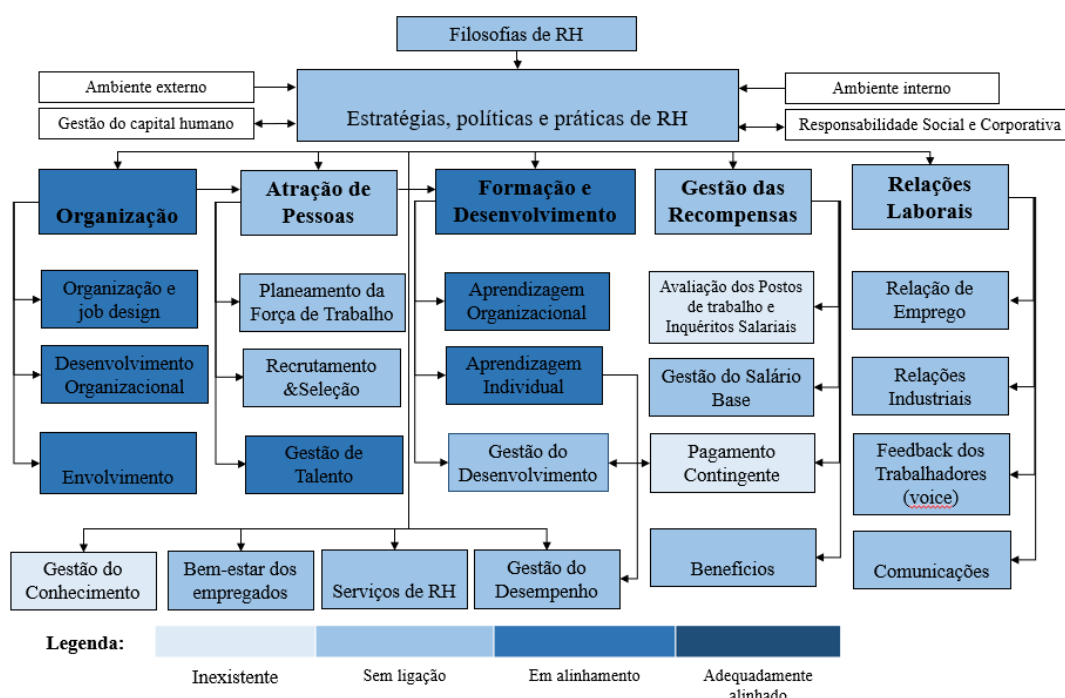 Filosofias de RH
Ambiente externo
Ambiente interno
Gestão do capital humano
Estratégias, políticas e práticas de RH
Responsabilidade Social e Corporativa
Organização
Atração de
Pessoas
Formação e
Desenvolvimento
Gestão das
Recompensas
Relações
Laborais
Organização e
job design
Planeamento da
Força de Trabalho
Aprendizagem
Organizacional
Avaliação dos Postos
de trabalho e
Inquéritos Salariais
Relação de
Emprego
Desenvolvimento
Organizacional
Recrutamento
&Seleção
Aprendizagem
Individual
Gestão do Salário
Base
Relações
Industriais
Envolvimento
Gestão de
Talento
Gestão do
Desenvolvimento
Pagamento
Contingente
Feedback dos
Trabalhadores
(voice)
Gestão do
Conhecimento
Bem-estar dos
empregados
Serviços de RH
Gestão do
Desempenho
Benefícios
Comunicações
Legenda:
Inexistente
Sem ligação
Em alinhamento
Adequadamente
alinhado